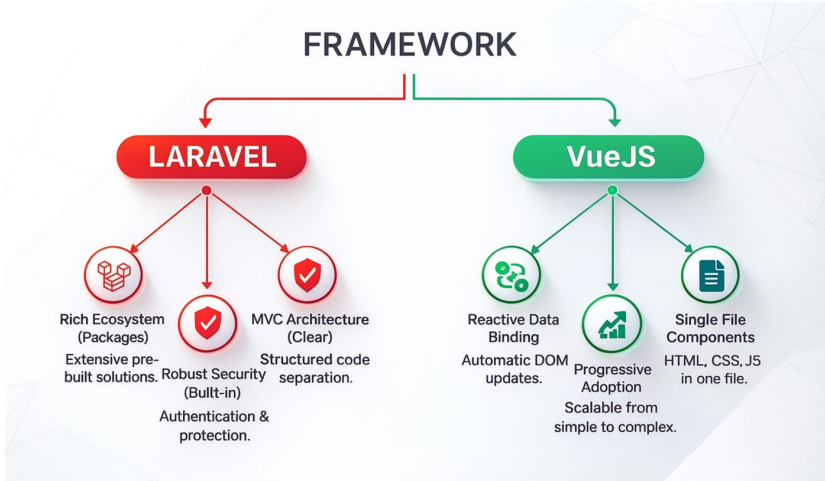 FRAMEWORK
LARAVEL
Rich Ecosystem
(Packages)
Extensive pre-
built solutions.
Robust Security
(Bult-in)
Authentication &
protection.
MVC Architecture
(Clear)
Structured code
separation.
VueJS
Reactive Data
Binding
Automatic DOM
updates.
Progressive
Adoption
Scalable from
simple to complex.
Single File
Components
HTML, CSS, J5
in one file.